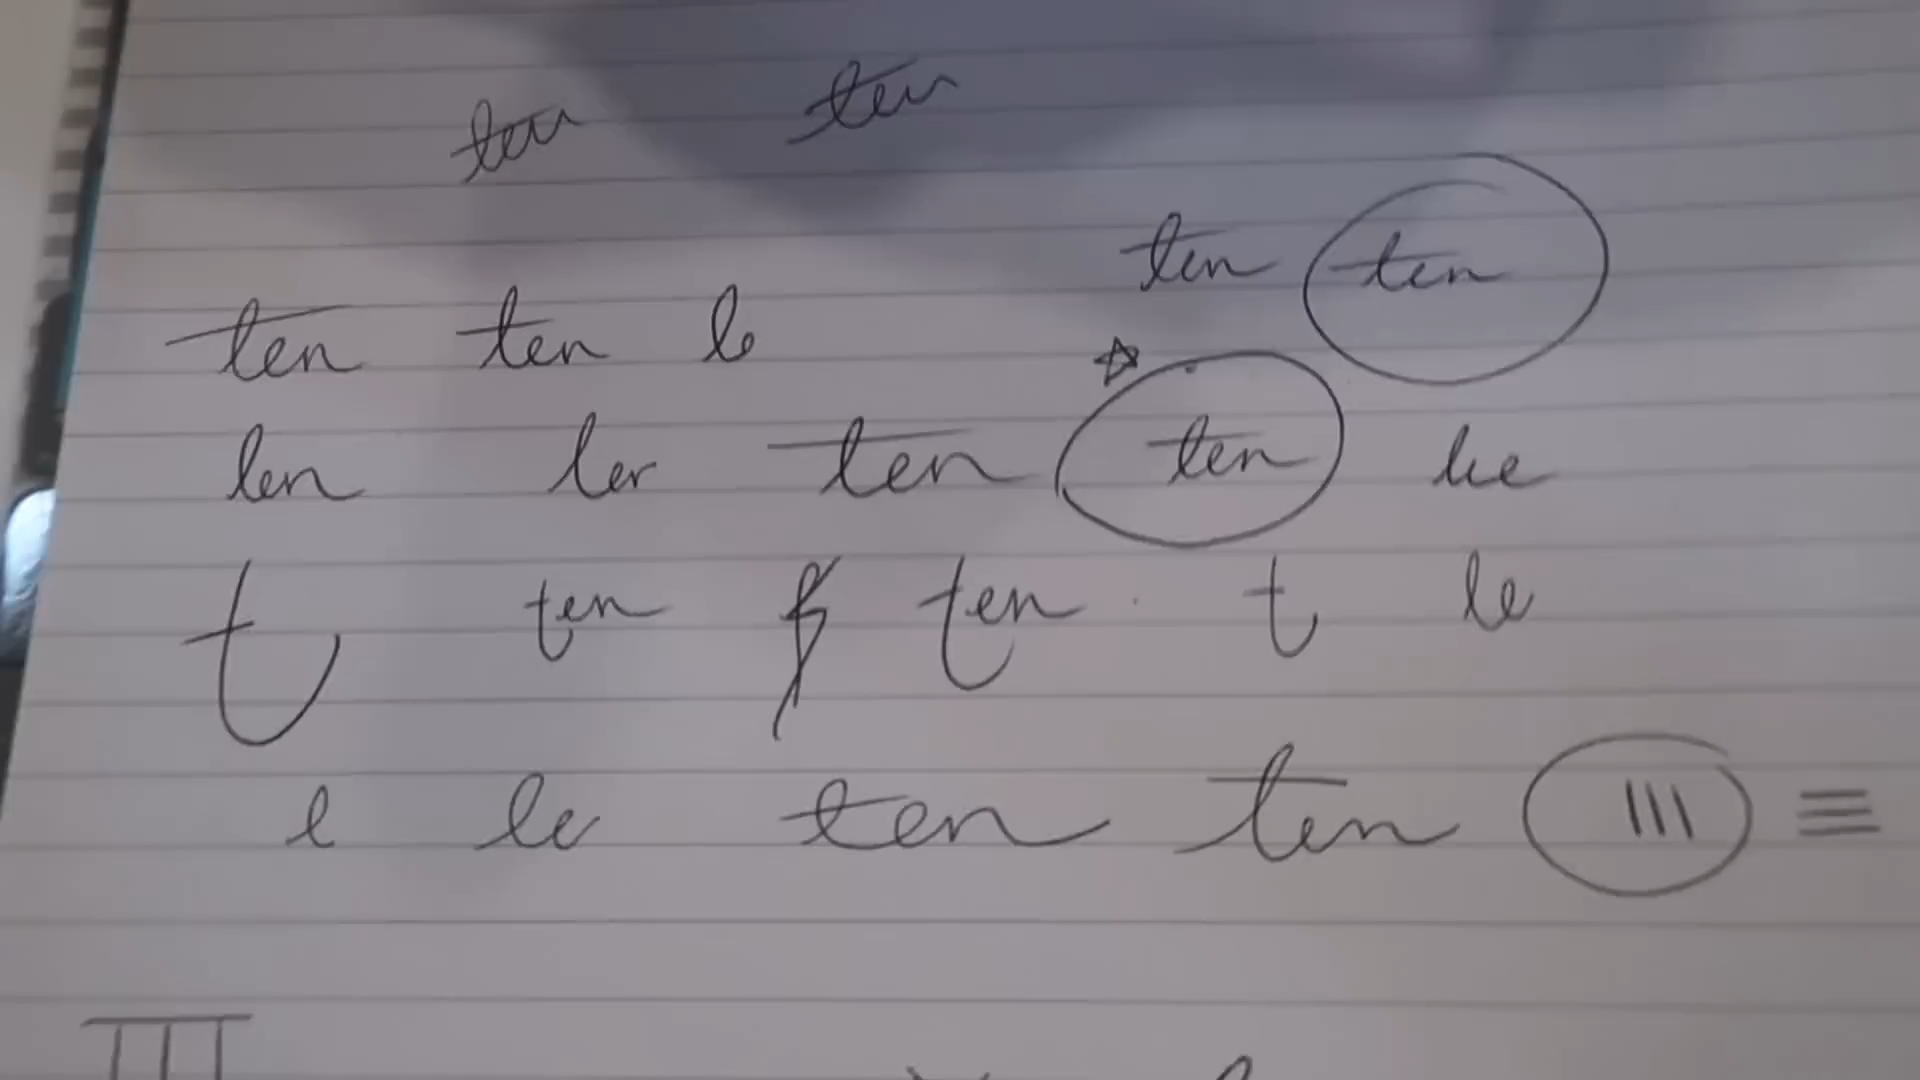 ten ten
ten ten
ten ten le
len ler ten ten le
t ten ten t le
l le ten ten III ≡